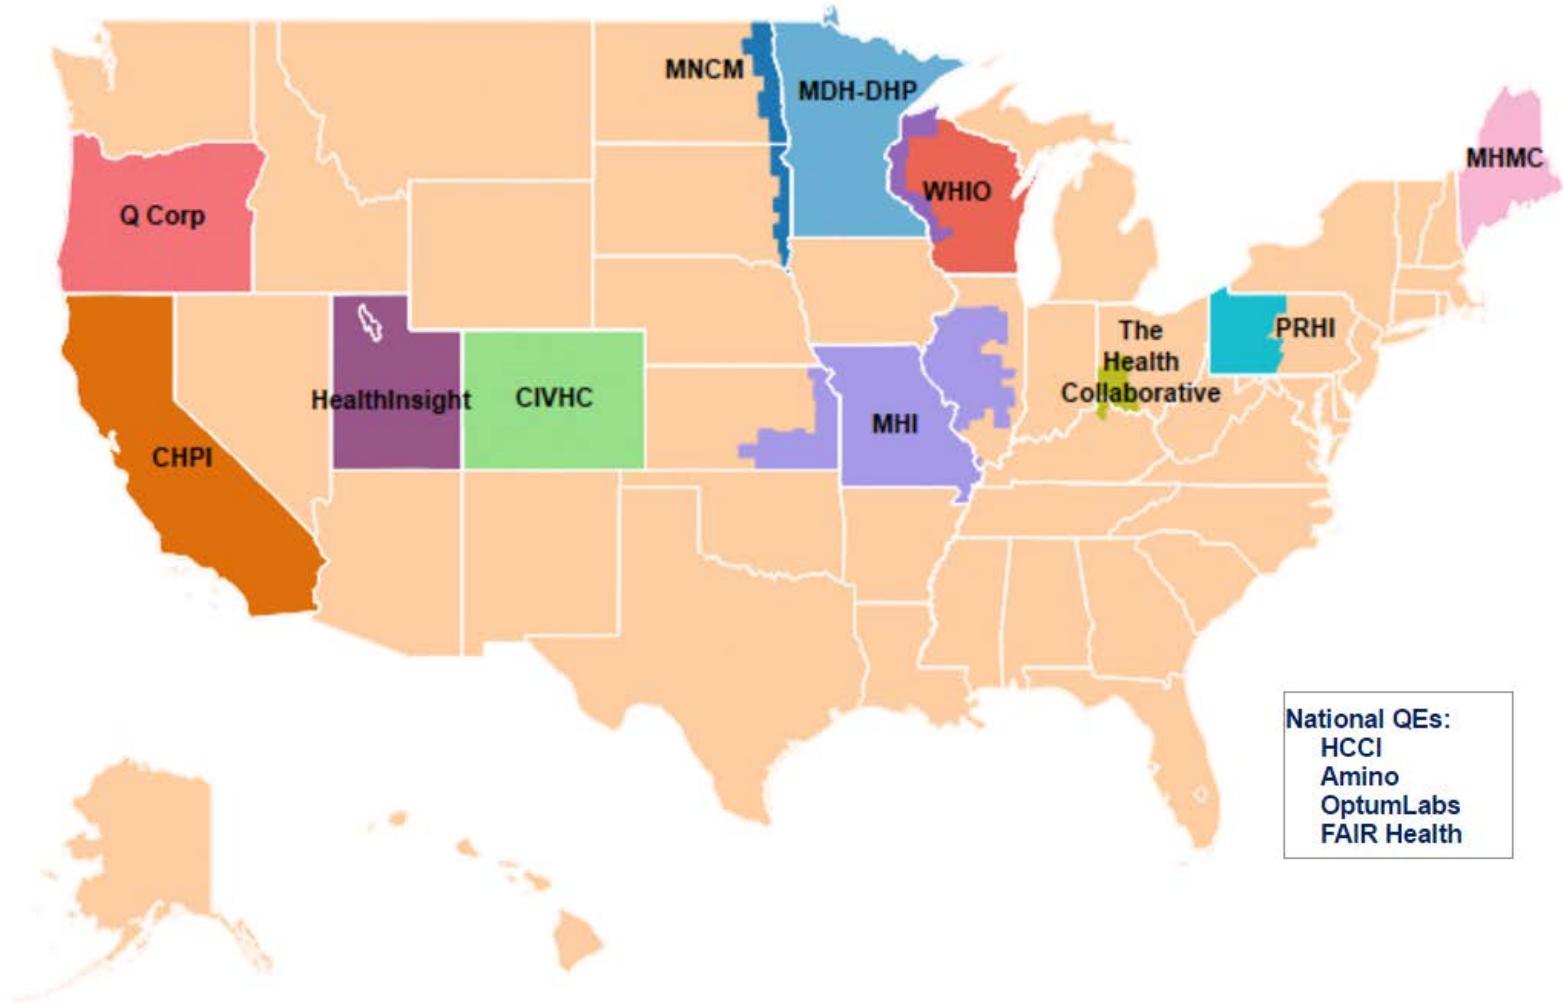 MNCM
MDH-DHP
MHMC
WHIO
Q Corp
The
Health
Collaborative
PRHI
HealthInsight
CIVHC
MHI
CHPI
National QEs:
HCCI
Amino
OptumLabs
FAIR Health